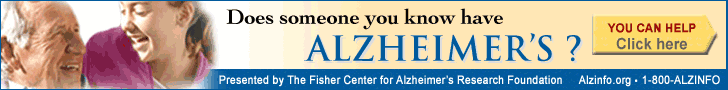 Does someone you know have
ALZHEIMER'S ?
YOU CAN HELP
Click here
Presented by The Fisher Center for Alzheimer's Research Foundation Alzinfo.org • 1-800-ALZINFO